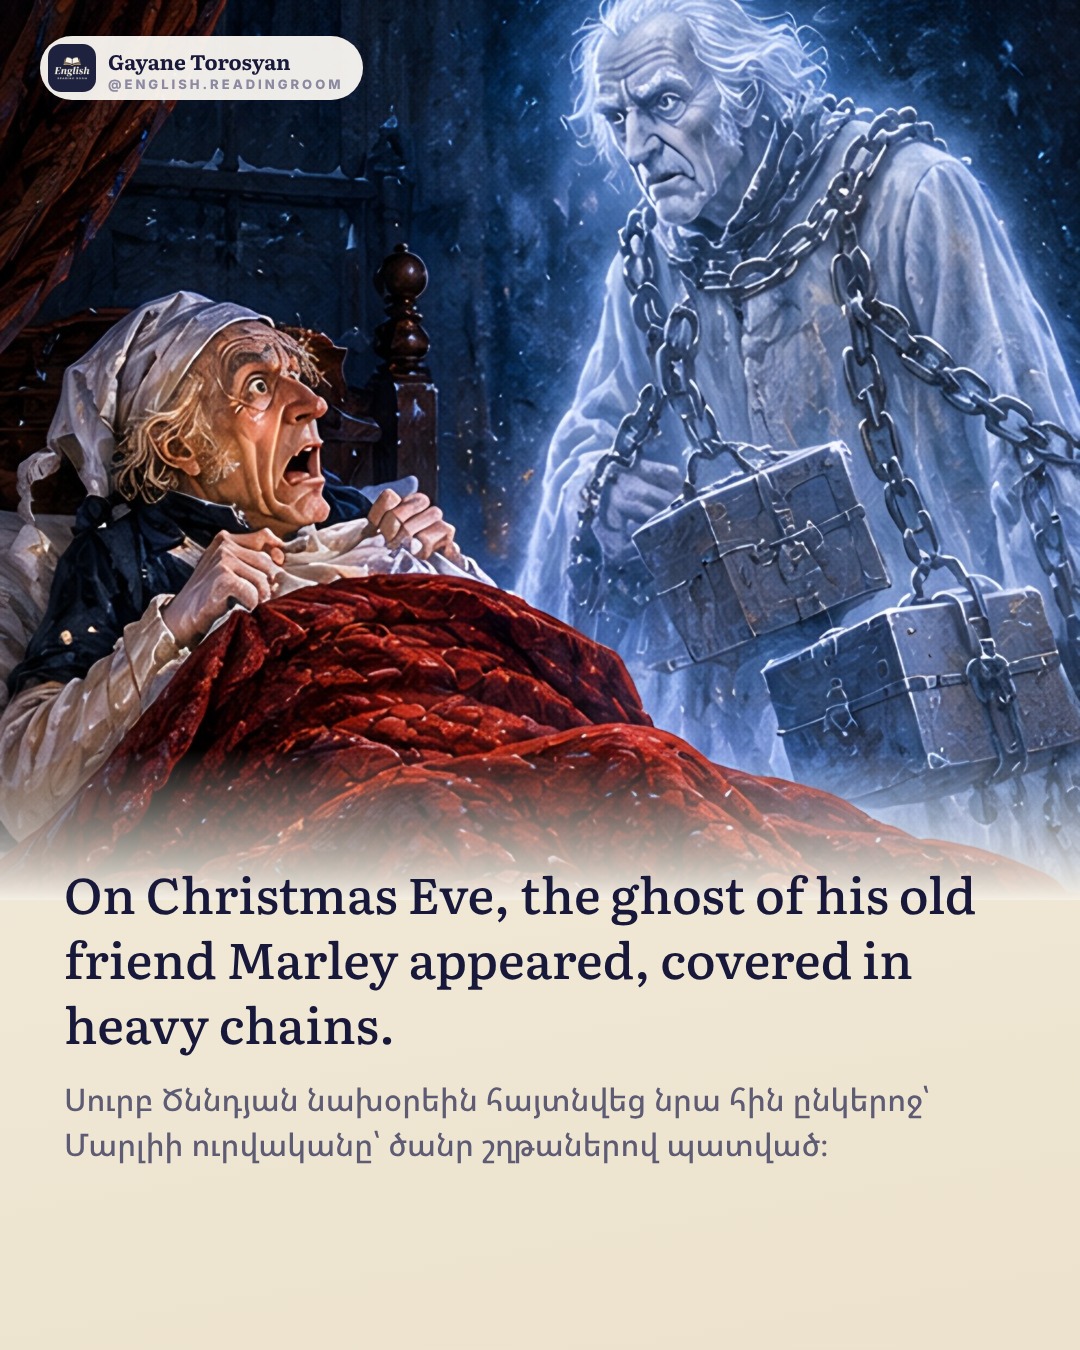 English
Gayane Torosyan
@ENGLISH.READINGROOM
On Christmas Eve, the ghost of his old
friend Marley appeared, covered in
heavy chains.
Սուրբ Ծննդյան նախօրեին հայտնվեց նրա հին ընկերոջ՝
Մարլիի ուրվականը՝ ծանր շղթաներով պատված: